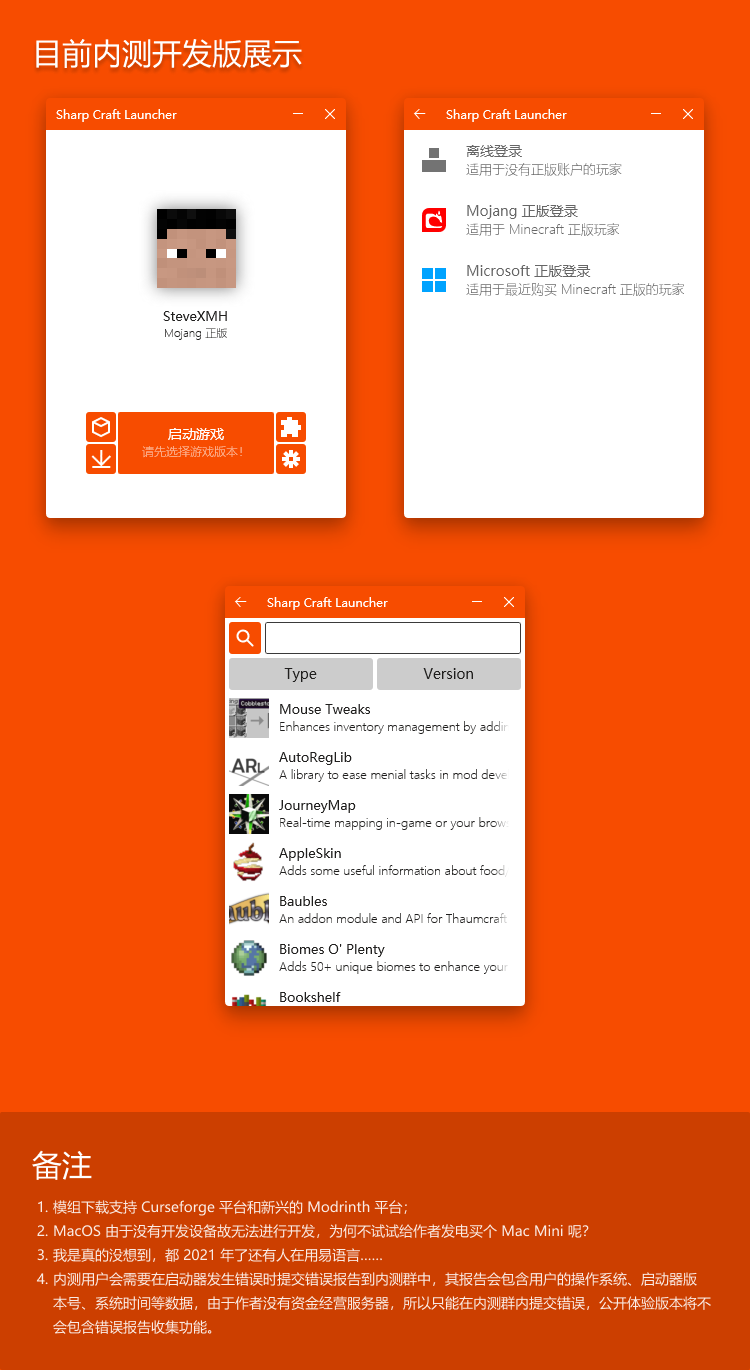 目前内测开发版展示
Sharp Craft Launcher
SteveXMH
Mojang 正版
启动游戏
请先选择游戏版本!
Sharp Craft Launcher
离线登录
适用于没有正版账户的玩家
Mojang 正版登录
适用于 Minecraft 正版玩家
Microsoft 正版登录
适用于最近购买 Minecraft 正版的玩家
Sharp Craft Launcher
Type
Version
Cobblesto
Mouse Tweaks
Enhances inventory management by addin
ARL
AutoRegLib
A library to ease menial tasks in mod deve
JourneyMap
Real-time mapping in-game or your brow
AppleSkin
Adds some useful information about food/
Baubles
An addon module and API for Thaumcraft
Biomes O' Plenty
Adds 50+ unique biomes to enhance your
Bookshelf
备注
1. 模组下载支持 Curseforge 平台和新兴的 Modrinth 平台；
2. MacOS 由于没有开发设备故无法进行开发，为何不试试给作者发电买个 Mac Mini 呢？
3. 我是真的没想到，都 2021 年了还有人在用易语言......
4. 内测用户会需要在启动器发生错误时提交错误报告到内测群中，其报告会包含用户的操作系统、启动器版
本号、系统时间等数据，由于作者没有资金经营服务器，所以只能在内测群内提交错误，公开体验版本将不
会包含错误报告收集功能。